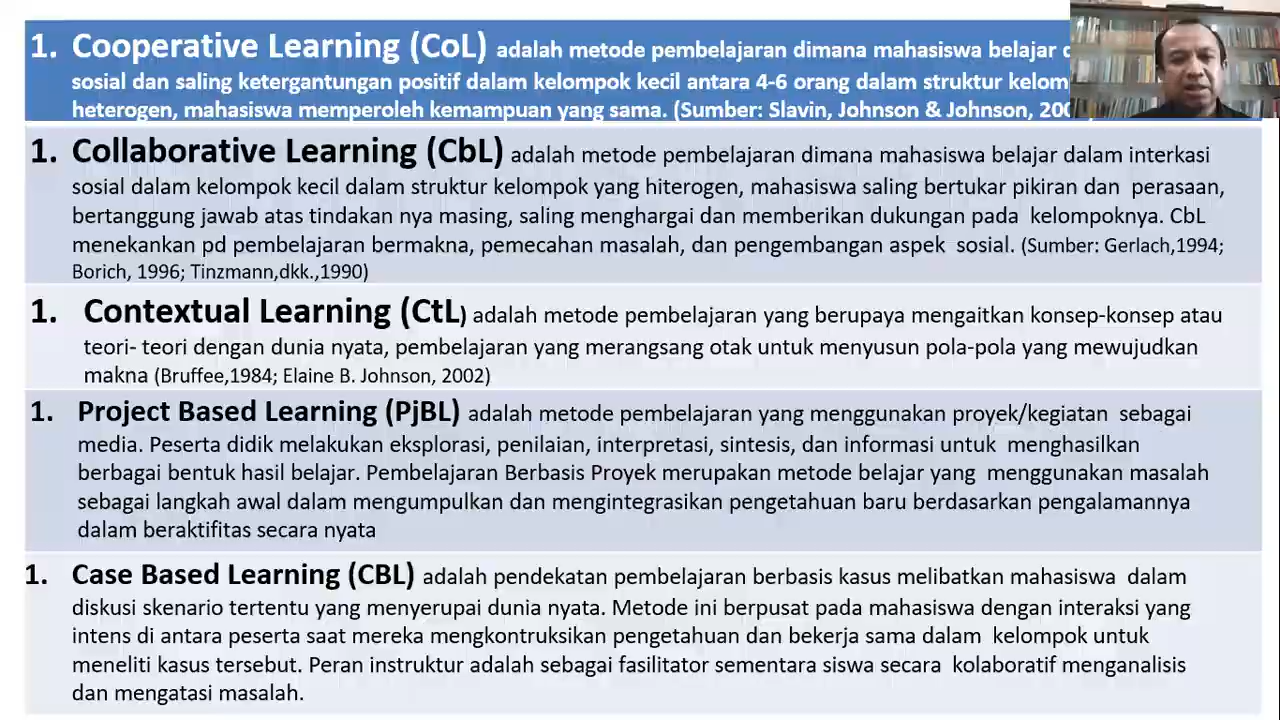 1. Cooperative Learning (CoL) adalah metode pembelajaran dimana mahasiswa belajar
sosial dan saling ketergantungan positif dalam kelompok kecil antara 4-6 orang dalam struktur
heterogen, mahasiswa memperoleh kemampuan yang sama. (Sumber: Slavin, Johnson & Johnson,
1. Collaborative Learning (CbL) adalah metode pembelajaran dimana mahasiswa belajar dalam interkasi
sosial dalam kelompok kecil dalam struktur kelompok yang hiterogen, mahasiswa saling bertukar pikiran dan perasaan,
bertanggung jawab atas tindakan nya masing, saling menghargai dan memberikan dukungan pada kelompoknya. CbL
menekankan pd pembelajaran bermakna, pemecahan masalah, dan pengembangan aspek sosial. (Sumber: Gerlach,1994;
Borich, 1996; Tinzmann,dkk.,1990)
1. Contextual Learning (CtL) adalah metode pembelajaran yang berupaya mengaitkan konsep-konsep atau
teori- teori dengan dunia nyata, pembelajaran yang merangsang otak untuk menyusun pola-pola yang mewujudkan
makna (Bruffee,1984; Elaine B. Johnson, 2002)
1. Project Based Learning (PjBL) adalah metode pembelajaran yang menggunakan proyek/kegiatan sebagai
media. Peserta didik melakukan eksplorasi, penilaian, interpretasi, sintesis, dan informasi untuk menghasilkan
berbagai bentuk hasil belajar. Pembelajaran Berbasis Proyek merupakan metode belajar yang menggunakan masalah
sebagai langkah awal dalam mengumpulkan dan mengintegrasikan pengetahuan baru berdasarkan pengalamannya
dalam beraktifitas secara nyata
1. Case Based Learning (CBL) adalah pendekatan pembelajaran berbasis kasus melibatkan mahasiswa dalam
diskusi skenario tertentu yang menyerupai dunia nyata. Metode ini berpusat pada mahasiswa dengan interaksi yang
intens di antara peserta saat mereka mengkontruksikan pengetahuan dan bekerja sama dalam kelompok untuk
meneliti kasus tersebut. Peran instruktur adalah sebagai fasilitator sementara siswa secara kolaboratif menganalisis
dan mengatasi masalah.